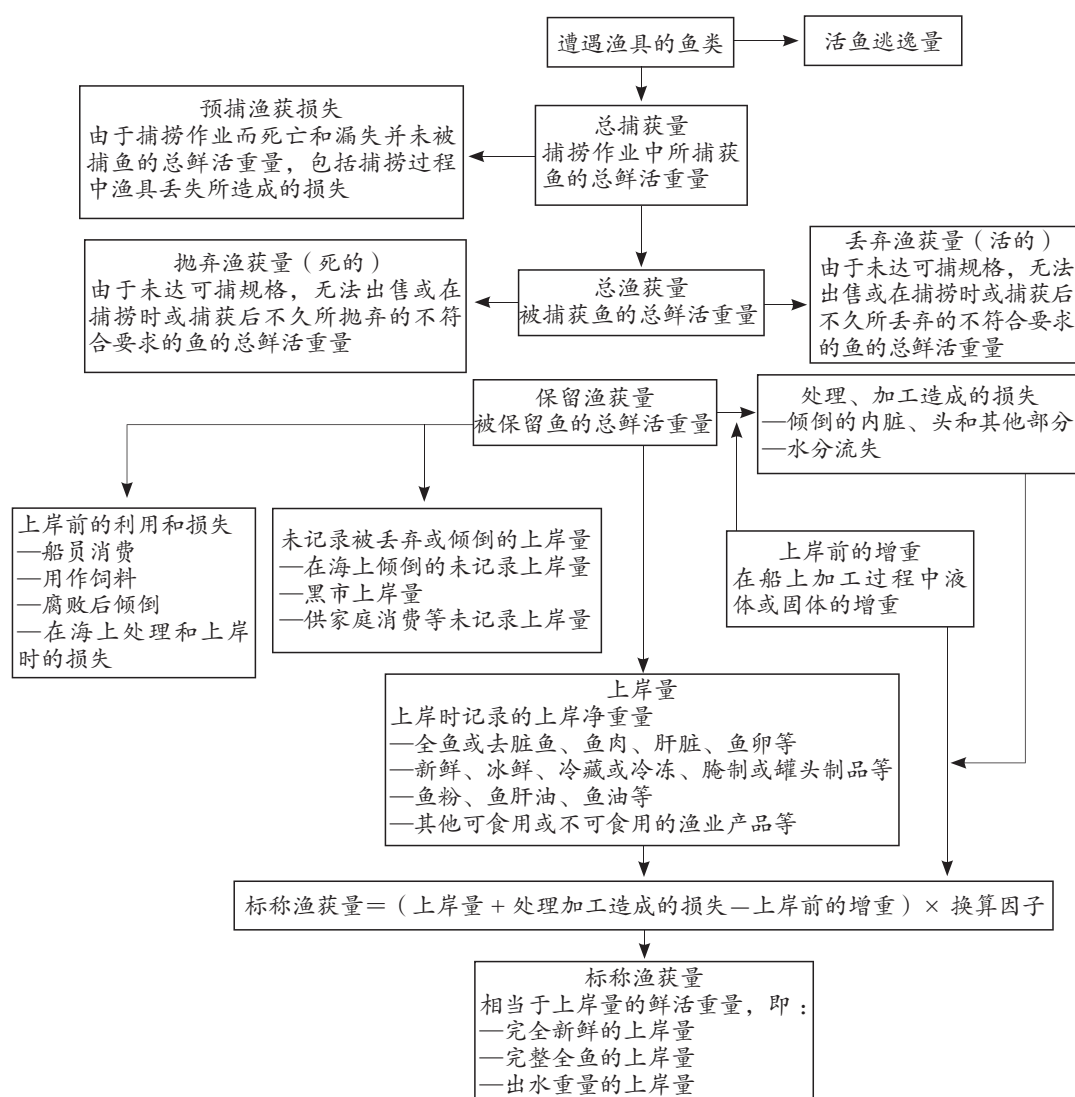 遭遇渔具的鱼类
活鱼逃逸量
预捕渔获损失
由于捕捞作业而死亡和漏失并未被
捕鱼的总鲜活重量，包括捕捞过程
中渔具丢失所造成的损失
总捕获量
捕捞作业中所捕获
鱼的总鲜活重量
抛弃渔获量（死的）
由于未达可捕规格，无法出售或在
捕捞时或捕获后不久所抛弃的不符
合要求的鱼的总鲜活重量
总渔获量
被捕获鱼的总鲜活重量
丢弃渔获量（活的）
由于未达可捕规格，无法
出售或在捕捞时或捕获后
不久所丢弃的不符合要求
的鱼的总鲜活重量
保留渔获量
被保留鱼的总鲜活重量
处理、加工造成的损失
—倾倒的内脏、头和其他部分
—水分流失
上岸前的利用和损失
—船员消费
—用作饲料
—腐败后倾倒
—在海上处理和上岸
时的损失
未记录被丢弃或倾倒的上岸量
—在海上倾倒的未记录上岸量
—黑市上岸量
—供家庭消费等未记录上岸量
上岸前的增重
在船上加工过程中液
体或固体的增重
上岸量
上岸时记录的上岸净重量
—全鱼或去脏鱼、鱼肉、肝脏、鱼卵等
—新鲜、冰鲜、冷藏或冷冻、腌制或罐头制品等
—鱼粉、鱼肝油、鱼油等
—其他可食用或不可食用的渔业产品等
标称渔获量＝（上岸量+处理加工造成的损失—上岸前的增重）× 换算因子
标称渔获量
相当于上岸量的鲜活重量，即：
—完全新鲜的上岸量
—完整全鱼的上岸量
—出水重量的上岸量